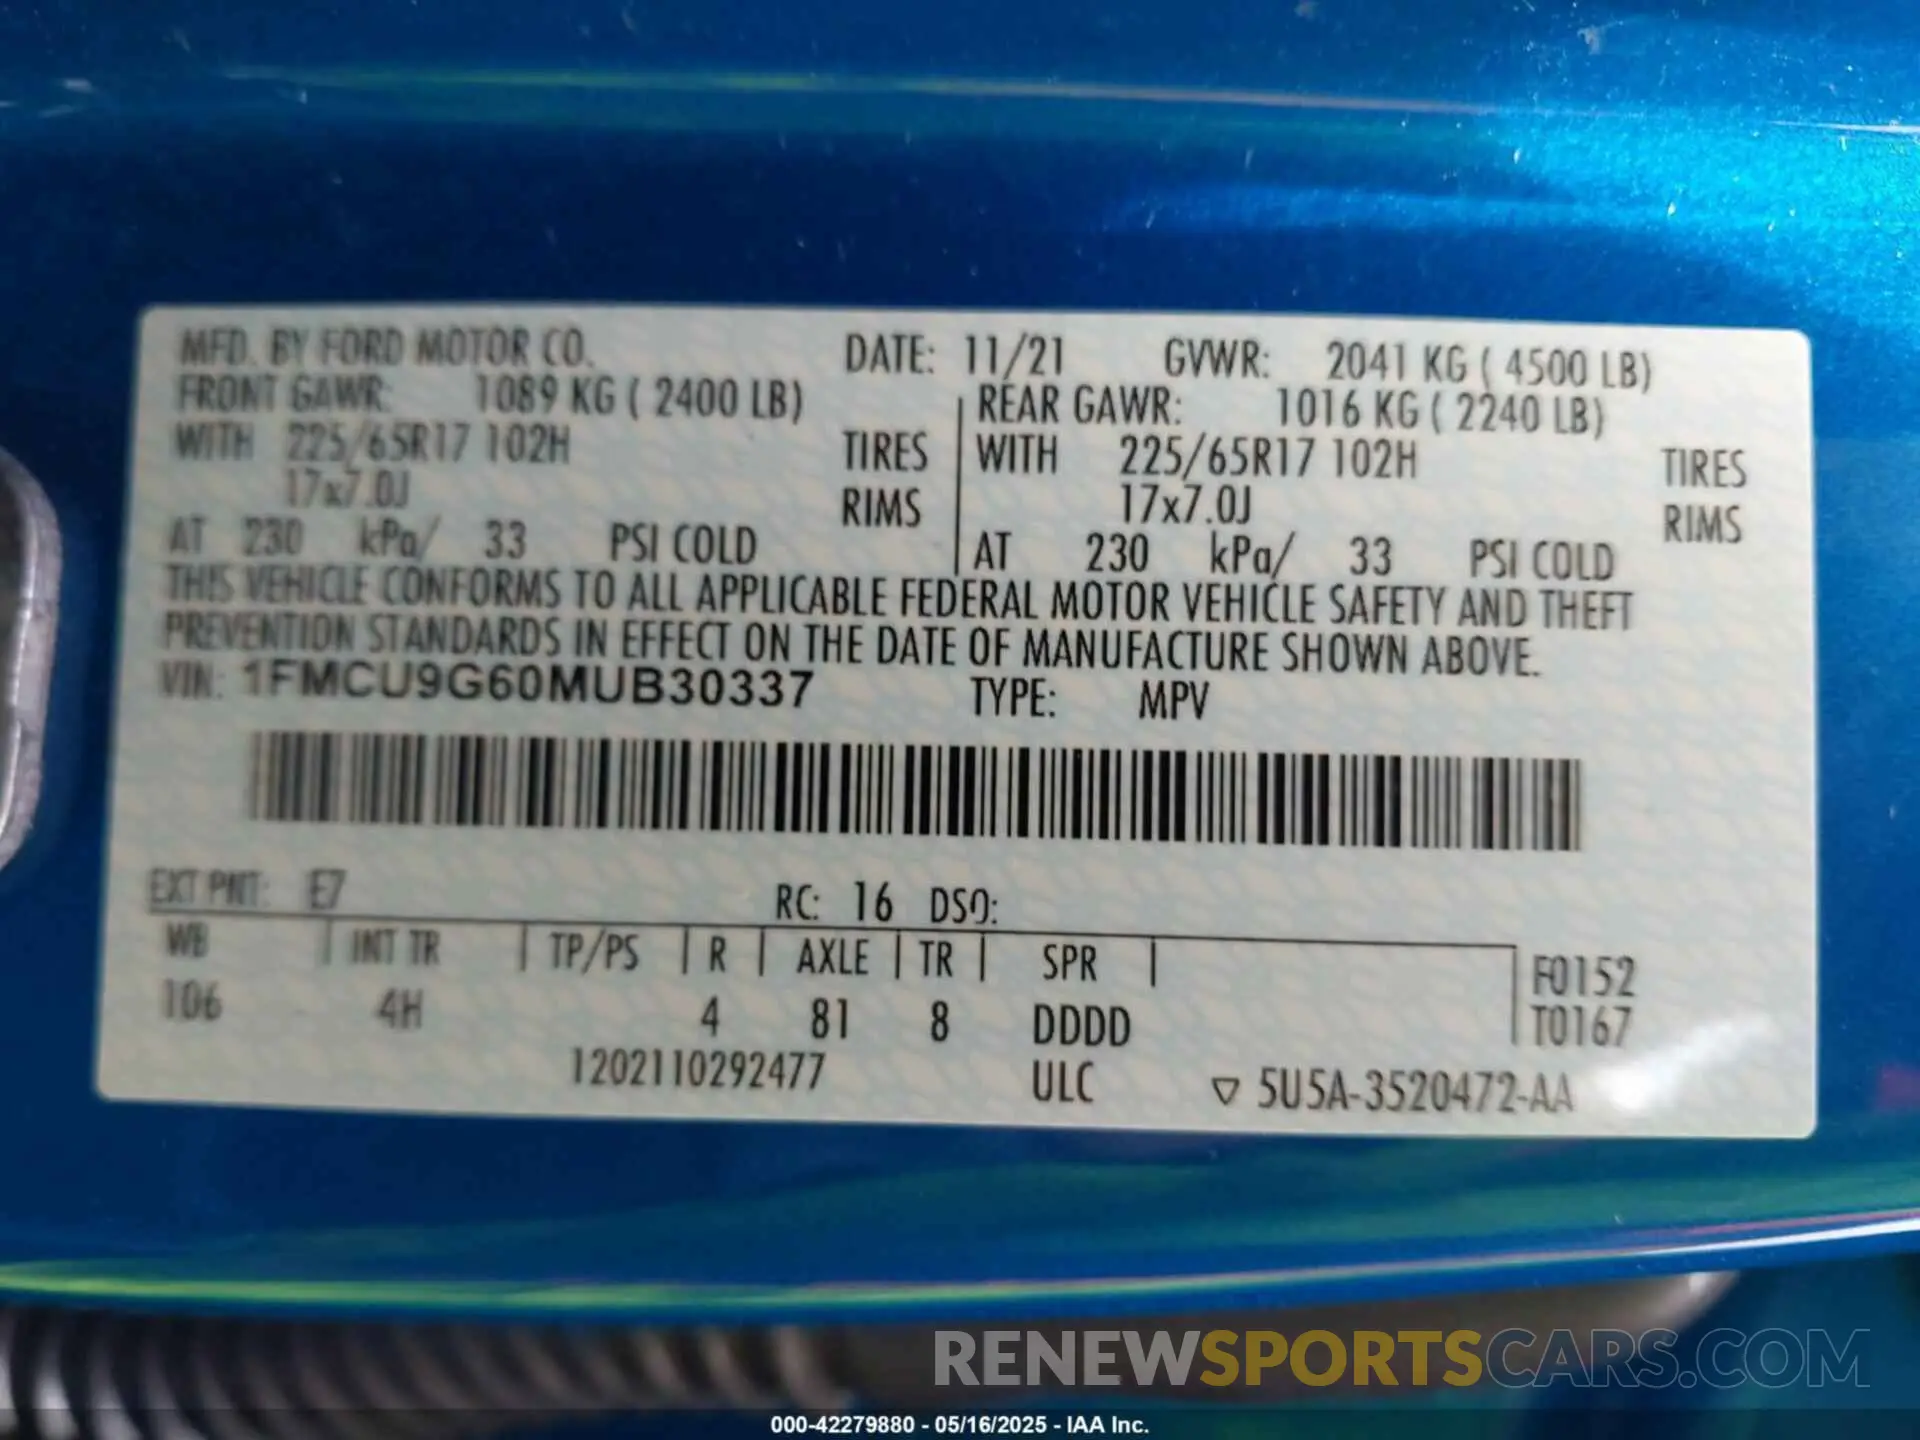 MFD. BY FORD MOTOR CO. DATE: 11/21 GVWR: 2041 KG ( 4500 LB)
FRONT GAWR: 1089 KG ( 2400 LB) REAR GAWR: 1016 KG ( 2240 LB)
WITH 225/65R17 102H TIRES WITH 225/65R17 102H TIRES
17x7.0J RIMS 17x7.0J RIMS
AT 230 kPa/ 33 PSI COLD AT 230 kPa/ 33 PSI COLD
THIS VEHICLE CONFORMS TO ALL APPLICABLE FEDERAL MOTOR VEHICLE SAFETY AND THEFT
PREVENTION STANDARDS IN EFFECT ON THE DATE OF MANUFACTURE SHOWN ABOVE.
VIN: 1FMCU9G60MUB30337 TYPE: MPV
EXT PNT: E7 RC: 16 DSO:
WB INT TR TP/PS R AXLE TR SPR F0152
106 4H 4 81 8 DDDD T0167
1202110292477 ULC ▽ 5U5A-3520472-AA
RENEWSPORTSCARS.COM
000-42279880 - 05/16/2025 - IAA Inc.